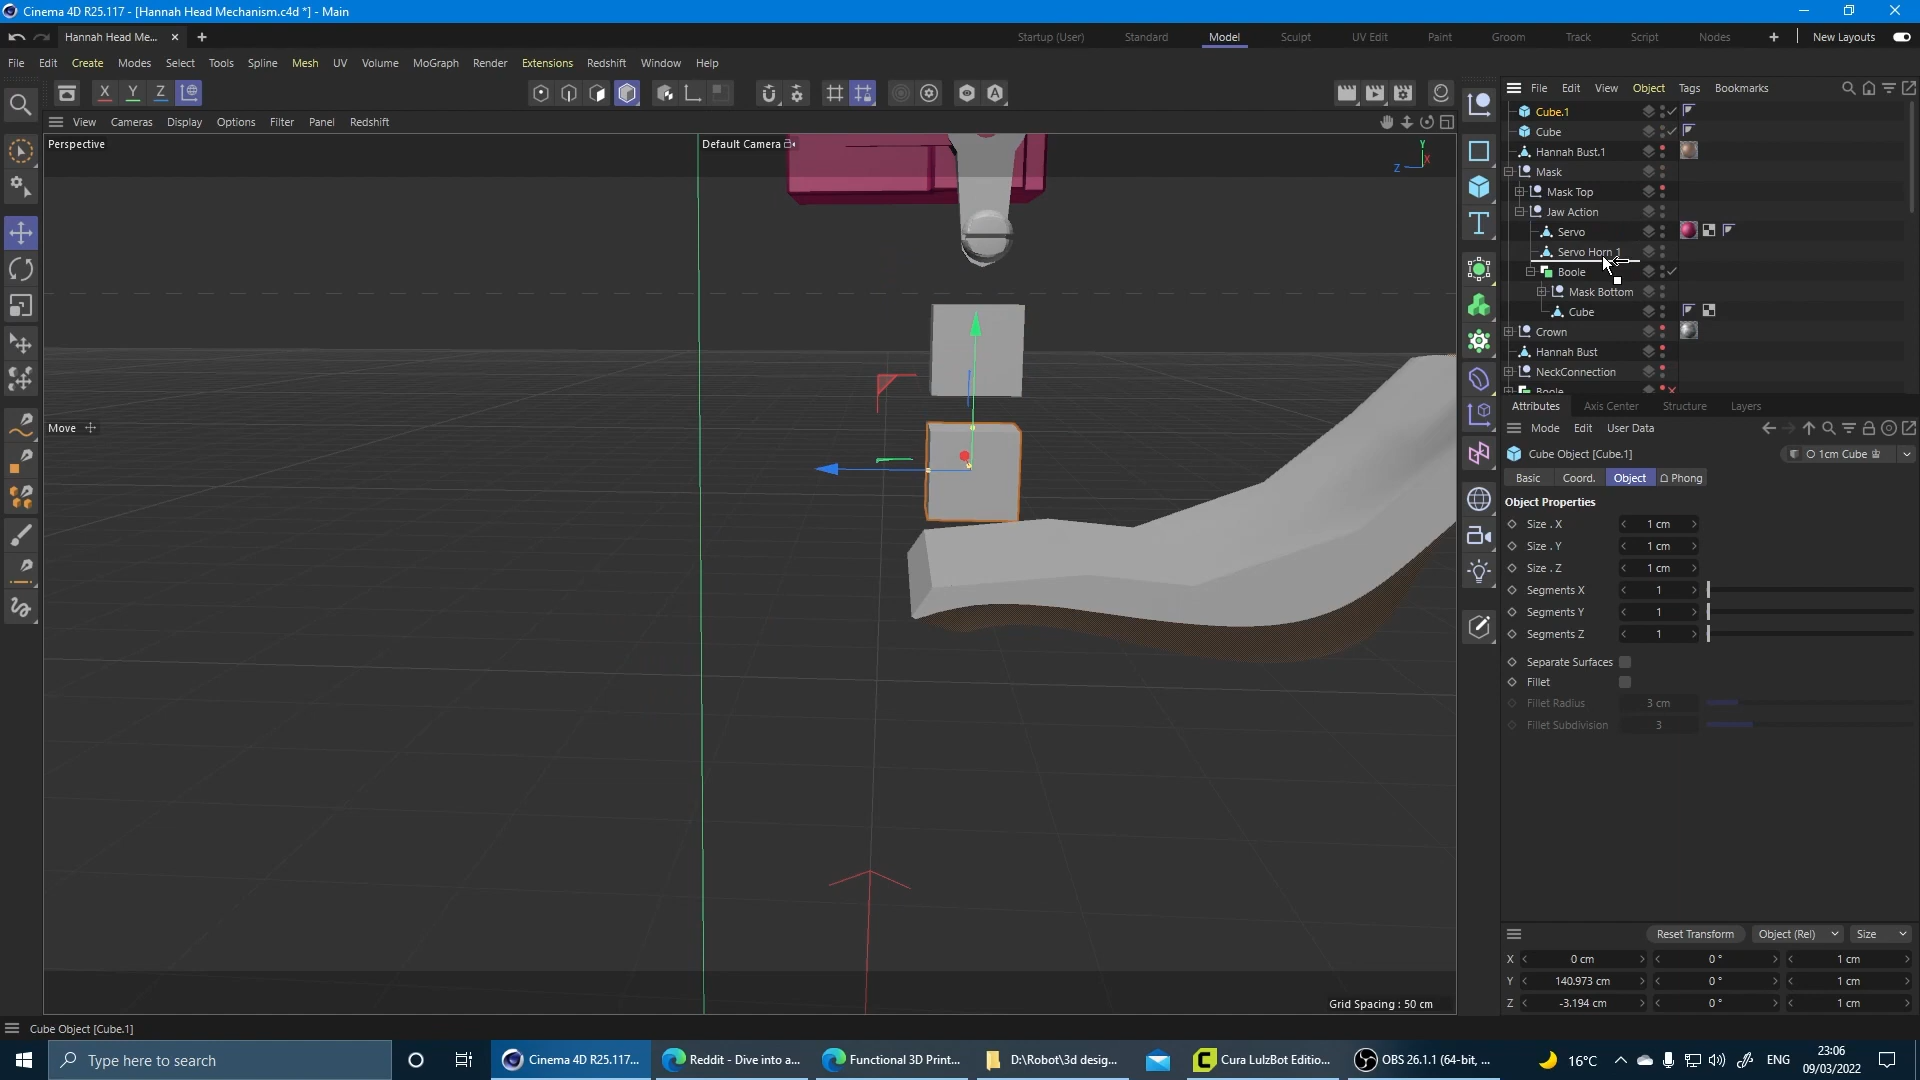 Cinema 4D R25.117 - [Hannah Head Mechanism.c4d *] - Main
Hannah Head Me...
Startup (User) Standard Model Sculpt UV Edit Paint Groom Track Script Nodes New Layouts
File Edit Create Modes Select Tools Spline Mesh UV Volume MoGraph Render Extensions Redshift Window Help
X Y Z
File Edit View Object Tags Bookmarks
View Cameras Display Options Filter Panel Redshift
Perspective
Default Camera
Y
Z X
Move
Grid Spacing : 50 cm
Cube.1
Cube
Hannah Bust.1
Mask
Mask Top
Jaw Action
Servo
Servo Horn 1
Boole
Mask Bottom
Cube
Crown
Hannah Bust
NeckConnection
Boole
Attributes Axis Center Structure Layers
Mode Edit User Data
Cube Object [Cube.1]
1cm Cube
Basic Coord. Object Phong
Object Properties
Size . X 1 cm
Size . Y 1 cm
Size . Z 1 cm
Segments X 1
Segments Y 1
Segments Z 1
Separate Surfaces
Fillet
Fillet Radius 3 cm
Fillet Subdivision 3
Reset Transform Object (Rel) Size
X 0 cm 0 ° 1 cm
Y 140.973 cm 0 ° 1 cm
Z -3.194 cm 0 ° 1 cm
Cube Object [Cube.1]
Type here to search
Cinema 4D R25.117...
Reddit - Dive into a...
Functional 3D Print...
D:\Robot\3d desig...
Cura LulzBot Editio...
OBS 26.1.1 (64-bit, ...
16°C
ENG
23:06
09/03/2022